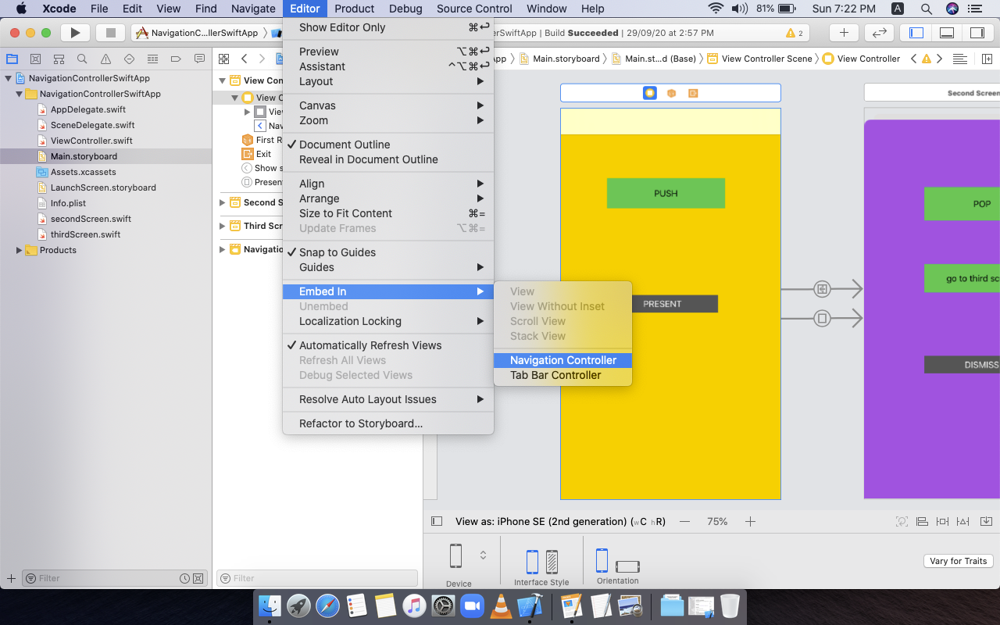 Xcode File Edit View Find Navigate Editor Product Debug Source Control Window Help 81% Sun 7:22 PM A
NavigationC...llerSwiftApp
erSwiftApp | Build Succeeded | 29/09/20 at 2:57 PM 2
pp Main.storyboard Main.st...d (Base) View Controller Scene View Controller
NavigationControllerSwiftApp
NavigationControllerSwiftApp
AppDelegate.swift
SceneDelegate.swift
ViewController.swift
Main.storyboard
Assets.xcassets
LaunchScreen.storyboard
Info.plist
secondScreen.swift
thirdScreen.swift
Products
Filter
View Con
View C
View
Nav
First R
Exit
Show s
Presen
Second S
Third Scr
Navigatio
Filter
Show Editor Only ⌘↩
Preview ⌥⌘↩
Assistant ^⌥⌘↩
Layout
Canvas
Zoom
✓ Document Outline
Reveal in Document Outline
Align
Arrange
Size to Fit Content ⌘=
Update Frames ⌥⌘=
✓ Snap to Guides
Guides
Embed In
Unembed
Localization Locking
✓ Automatically Refresh Views
Refresh All Views
Debug Selected Views
Resolve Auto Layout Issues
Refactor to Storyboard...
View
View Without Inset
Scroll View
Stack View
Navigation Controller
Tab Bar Controller
PUSH
PRESENT
Second Screen
POP
go to third sc
DISMISS
View as: iPhone SE (2nd generation) (wC hR) — 75% +
Device
Interface Style
Orientation
Vary for Traits